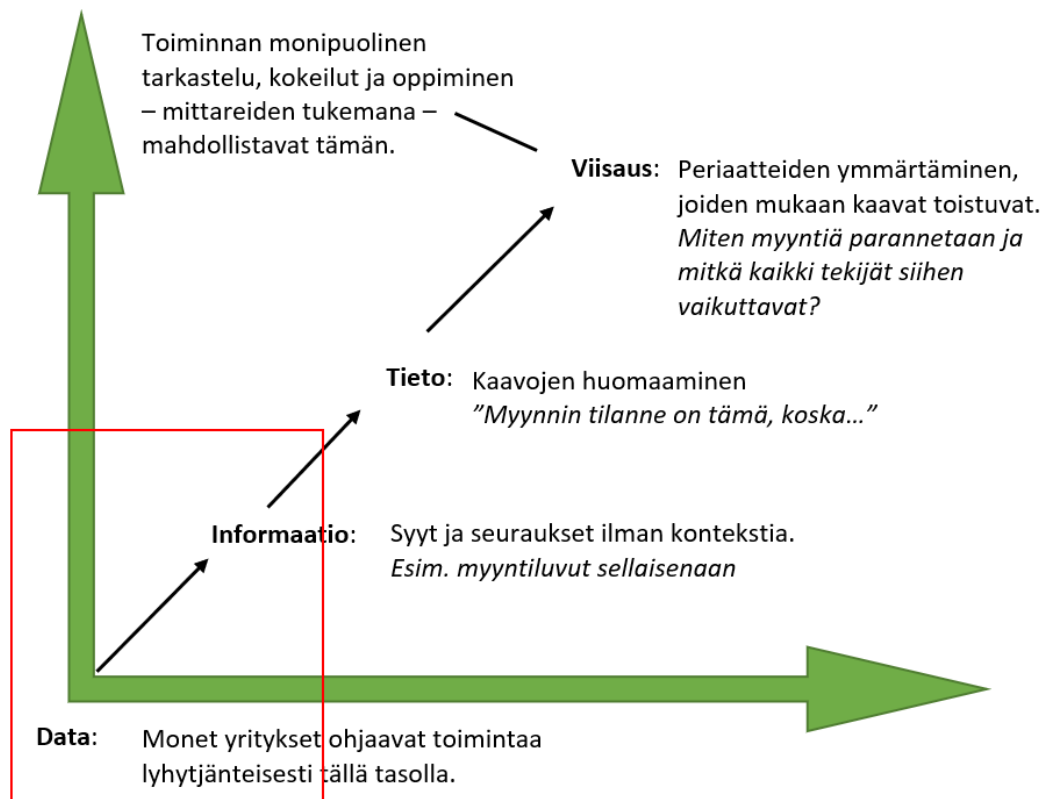 Toiminnan monipuolinen
tarkastelu, kokeilut ja oppiminen
– mittareiden tukemana –
mahdollistavat tämän.
Viisaus: Periaatteiden ymmärtäminen,
joiden mukaan kaavat toistuvat.
Miten myyntiä parannetaan ja
mitkä kaikki tekijät siihen
vaikuttavat?
Tieto: Kaavojen huomaaminen
”Myynnin tilanne on tämä, koska…”
Informaatio: Syyt ja seuraukset ilman kontekstia.
Esim. myyntiluvut sellaisenaan
Data: Monet yritykset ohjaavat toimintaa
lyhytjänteisesti tällä tasolla.